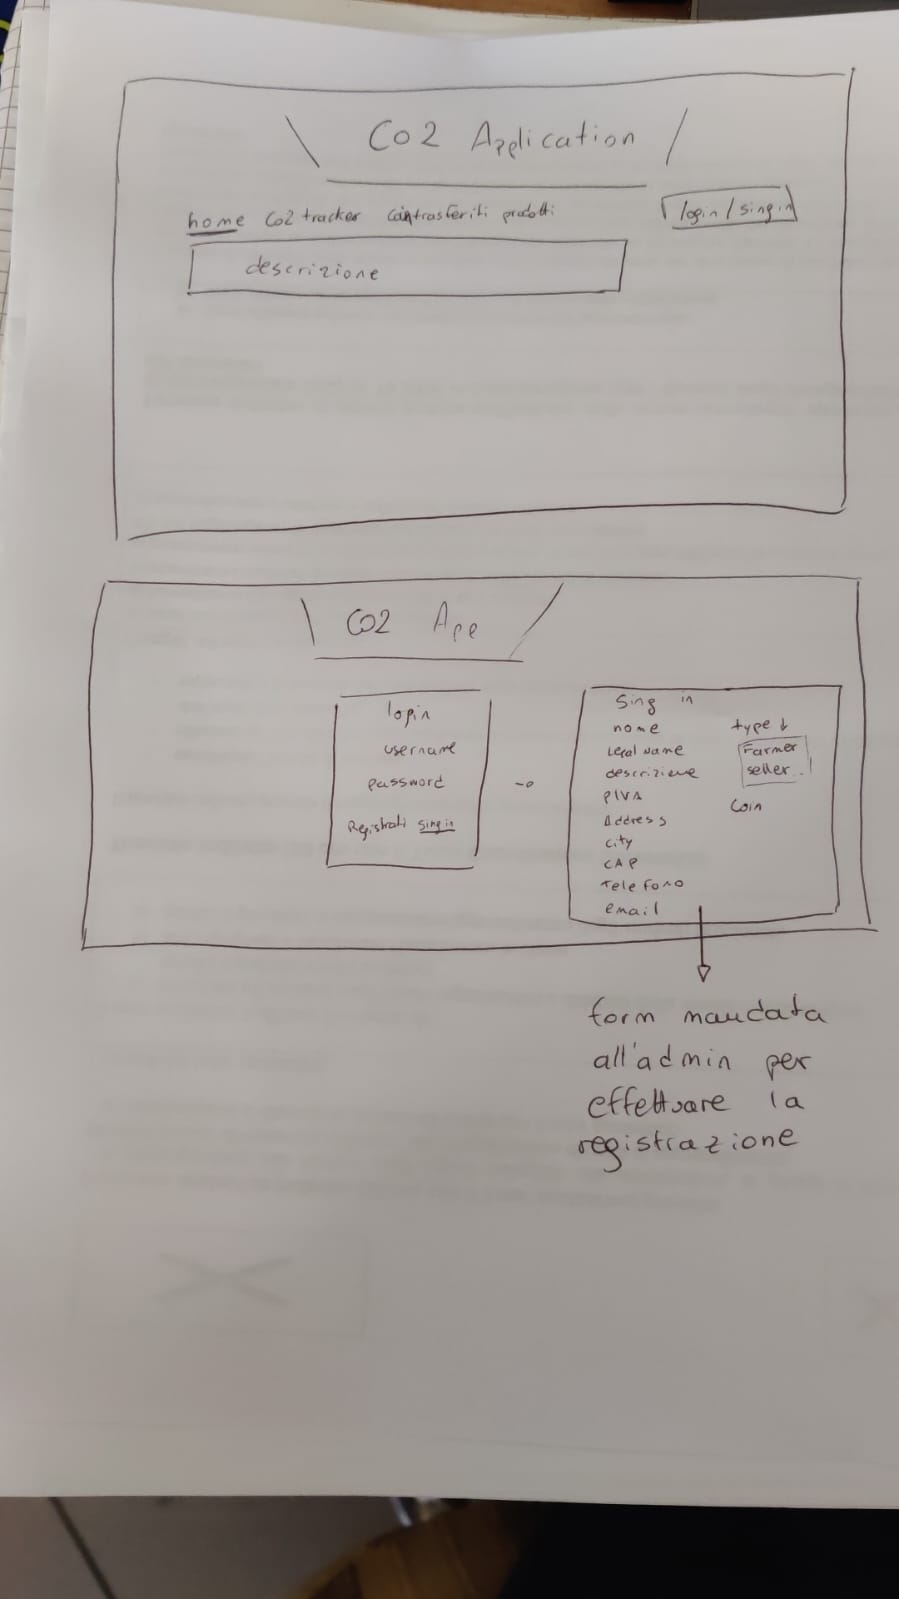 Co2 Application
home Co2 tracker trasferiti prodotti
login / sing in
descrizione
Co2 App
login
username
password
Registrati sing in
Sing in
nome
legal name
descrizione
PIVA
Address
city
CAP
Telefono
email
type ↓
Farmer
seller..
Coin
form mandata
all'admin per
effettuare la
registrazione